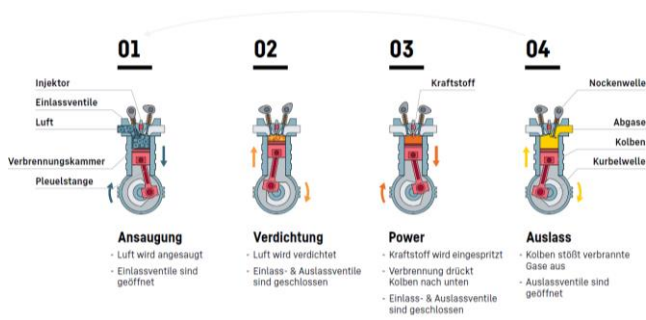 01
02
03
04
Injektor
Einlassventile
Luft
Verbrennungskammer
Pleuelstange
Kraftstoff
Nockenwelle
Abgase
Kolben
Kurbelwelle
Ansaugung
- Luft wird angesaugt
- Einlassventile sind
geöffnet
Verdichtung
- Luft wird verdichtet
- Einlass- & Auslassventile
sind geschlossen
Power
- Kraftstoff wird eingespritzt
- Verbrennung drückt
Kolben nach unten
- Einlass- & Auslassventile
sind geschlossen
Auslass
- Kolben stößt verbrannte
Gase aus
- Auslassventile sind
geöffnet